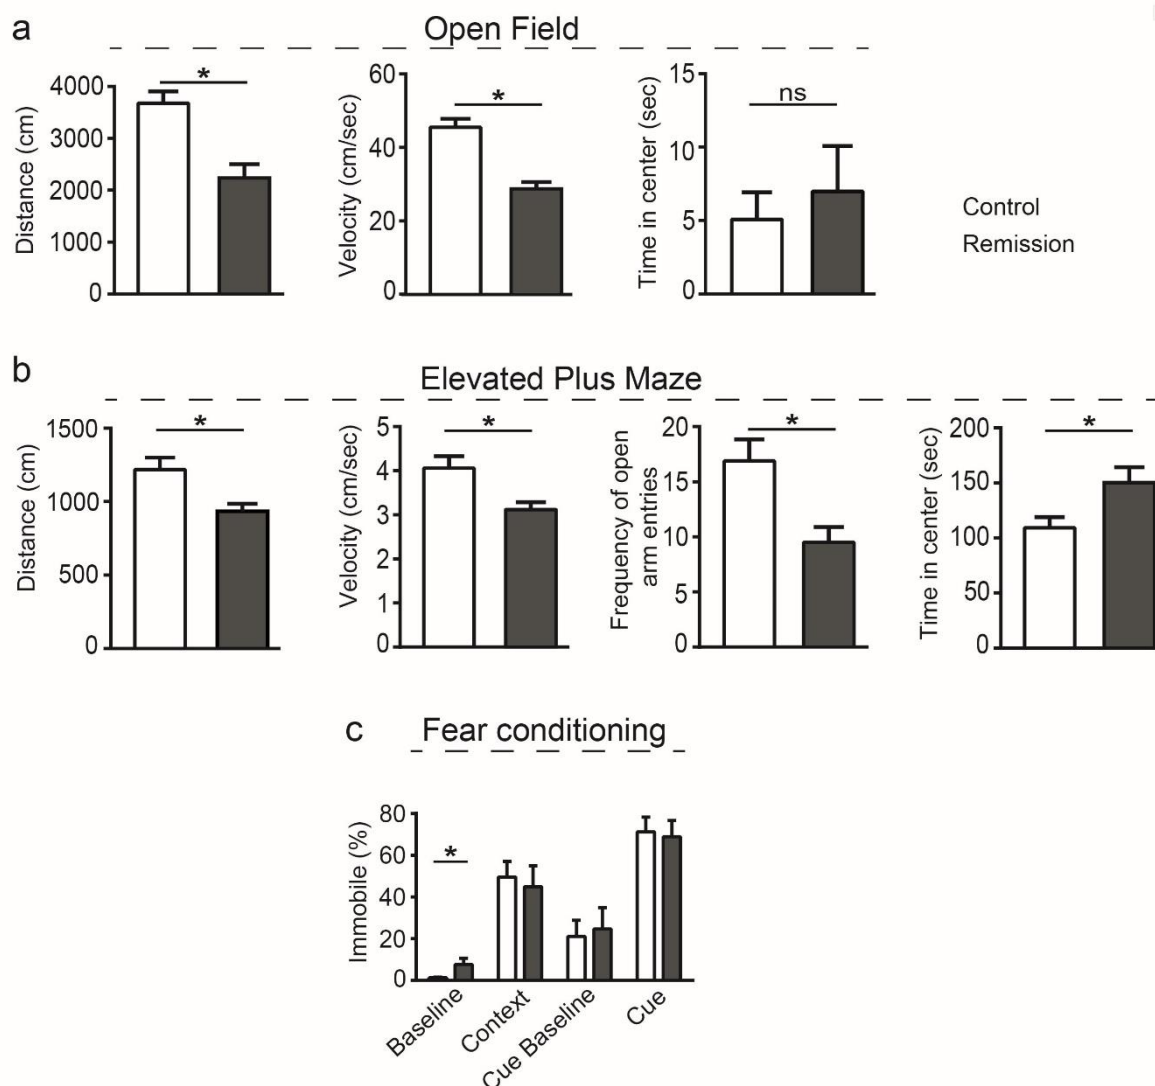 a
Open Field
Distance (cm)
4000
3000
2000
1000
0
*
Velocity (cm/sec)
60
40
20
0
*
Time in center (sec)
15
10
5
0
ns
Control
Remission
b
Elevated Plus Maze
Distance (cm)
1500
1000
500
0
*
Velocity (cm/sec)
5
4
3
2
1
0
*
Frequency of open
arm entries
20
15
10
5
0
*
Time in center (sec)
200
150
100
50
0
*
c
Fear conditioning
Immobile (%)
80
60
40
20
0
*
Baseline
Context
Cue Baseline
Cue